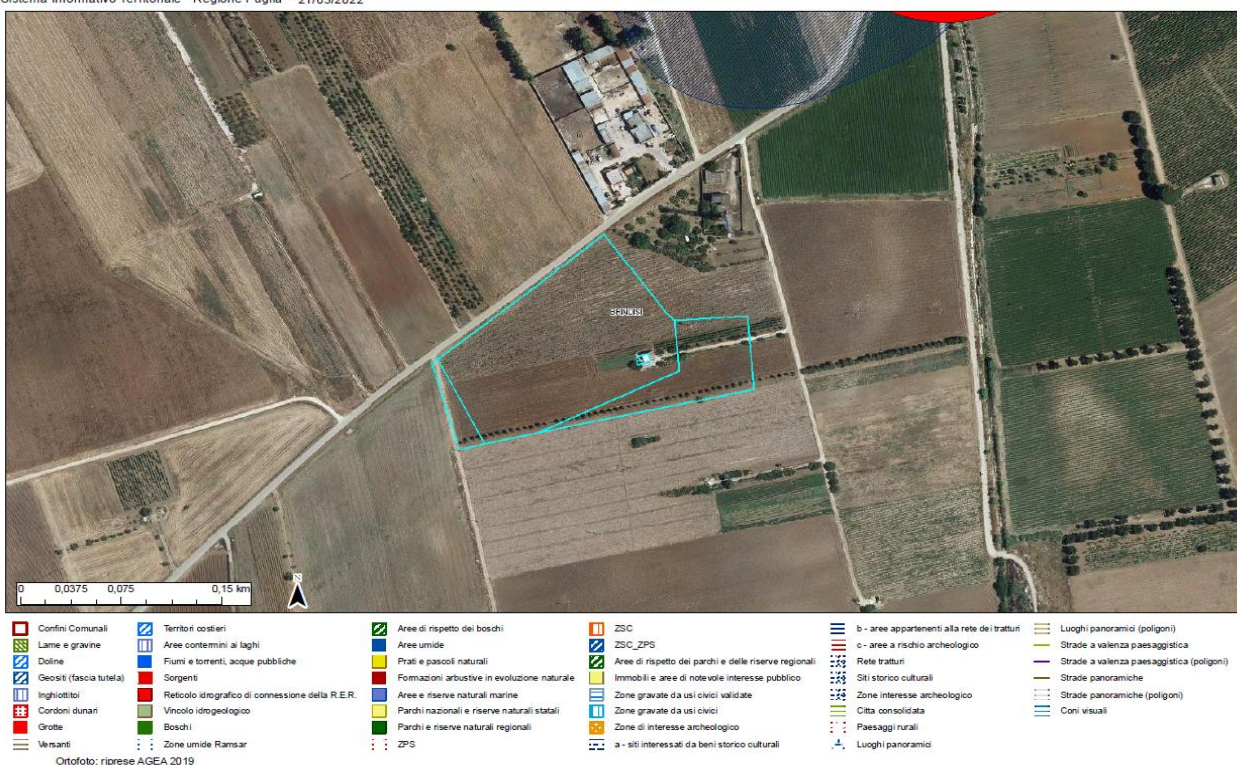 Sistema Informativo Territoriale - Regione Puglia - 21/03/2022
BRINDISI
0 0,0375 0,075 0,15 km
N
Confini Comunali
Lame e gravine
Doline
Geositi (fascia tutela)
Inghiottitoi
Cordoni dunari
Grotte
Versanti
Territori costieri
Aree contermini ai laghi
Fiumi e torrenti, acque pubbliche
Sorgenti
Reticolo idrografico di connessione della R.E.R.
Vincolo idrogeologico
Boschi
Zone umide Ramsar
Aree di rispetto dei boschi
Aree umide
Prati e pascoli naturali
Formazioni arbustive in evoluzione naturale
Aree e riserve naturali marine
Parchi nazionali e riserve naturali statali
Parchi e riserve naturali regionali
ZPS
ZSC
ZSC_ZPS
Aree di rispetto dei parchi e delle riserve regionali
Immobili e aree di notevole interesse pubblico
Zone gravate da usi civici validate
Zone gravate da usi civici
Zone di interesse archeologico
a - siti interessati da beni storico culturali
b - aree appartenenti alla rete dei tratturi
c - aree a rischio archeologico
Rete tratturi
Siti storico culturali
Zone interesse archeologico
Citta consolidata
Paesaggi rurali
Luoghi panoramici
Luoghi panoramici (poligoni)
Strade a valenza paesaggistica
Strade a valenza paesaggistica (poligoni)
Strade panoramiche
Strade panoramiche (poligoni)
Coni visuali
Ortofoto: riprese AGEA 2019